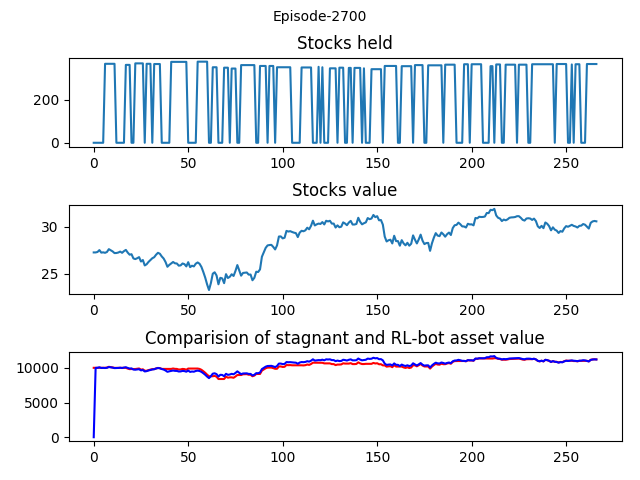 Episode-2700
Stocks held
200
0
0 50 100 150 200 250
Stocks value
30
25
0 50 100 150 200 250
Comparision of stagnant and RL-bot asset value
10000
5000
0
0 50 100 150 200 250